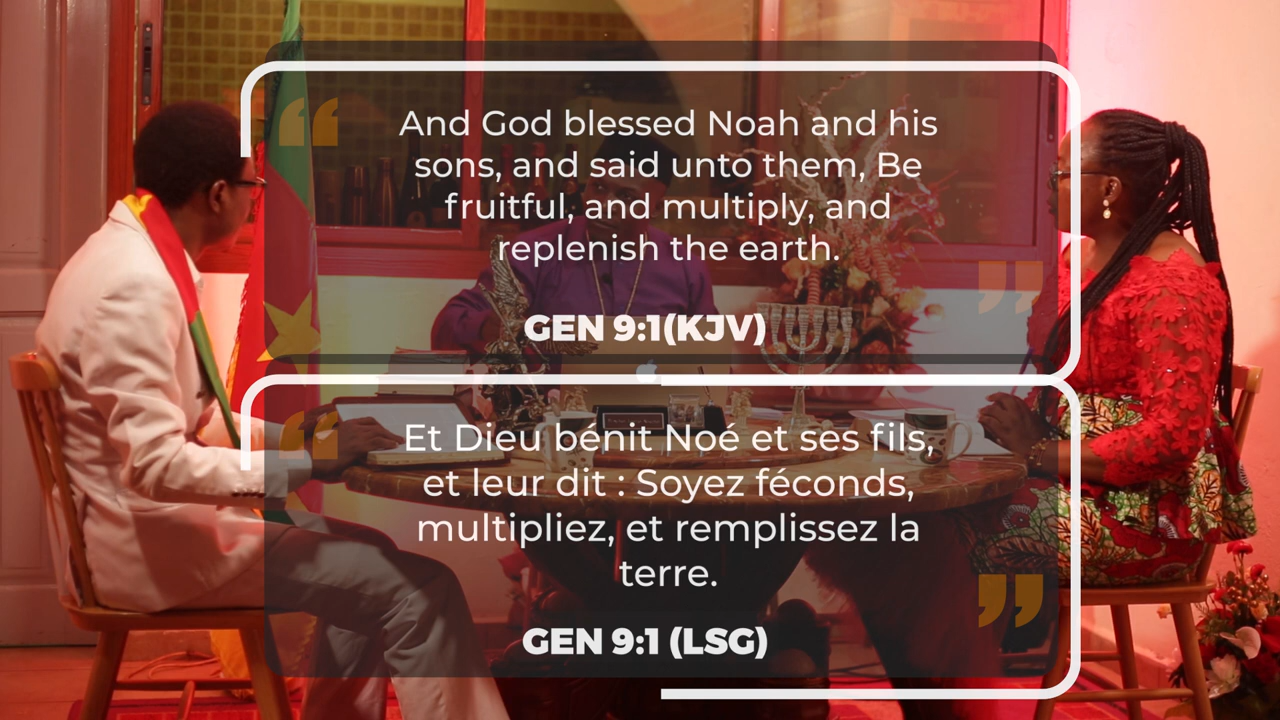 And God blessed Noah and his
sons, and said unto them, Be
fruitful, and multiply, and
replenish the earth.
GEN 9:1(KJV)
Et Dieu bénit Noé et ses fils,
et leur dit : Soyez féconds,
multipliez, et remplissez la
terre.
GEN 9:1 (LSG)